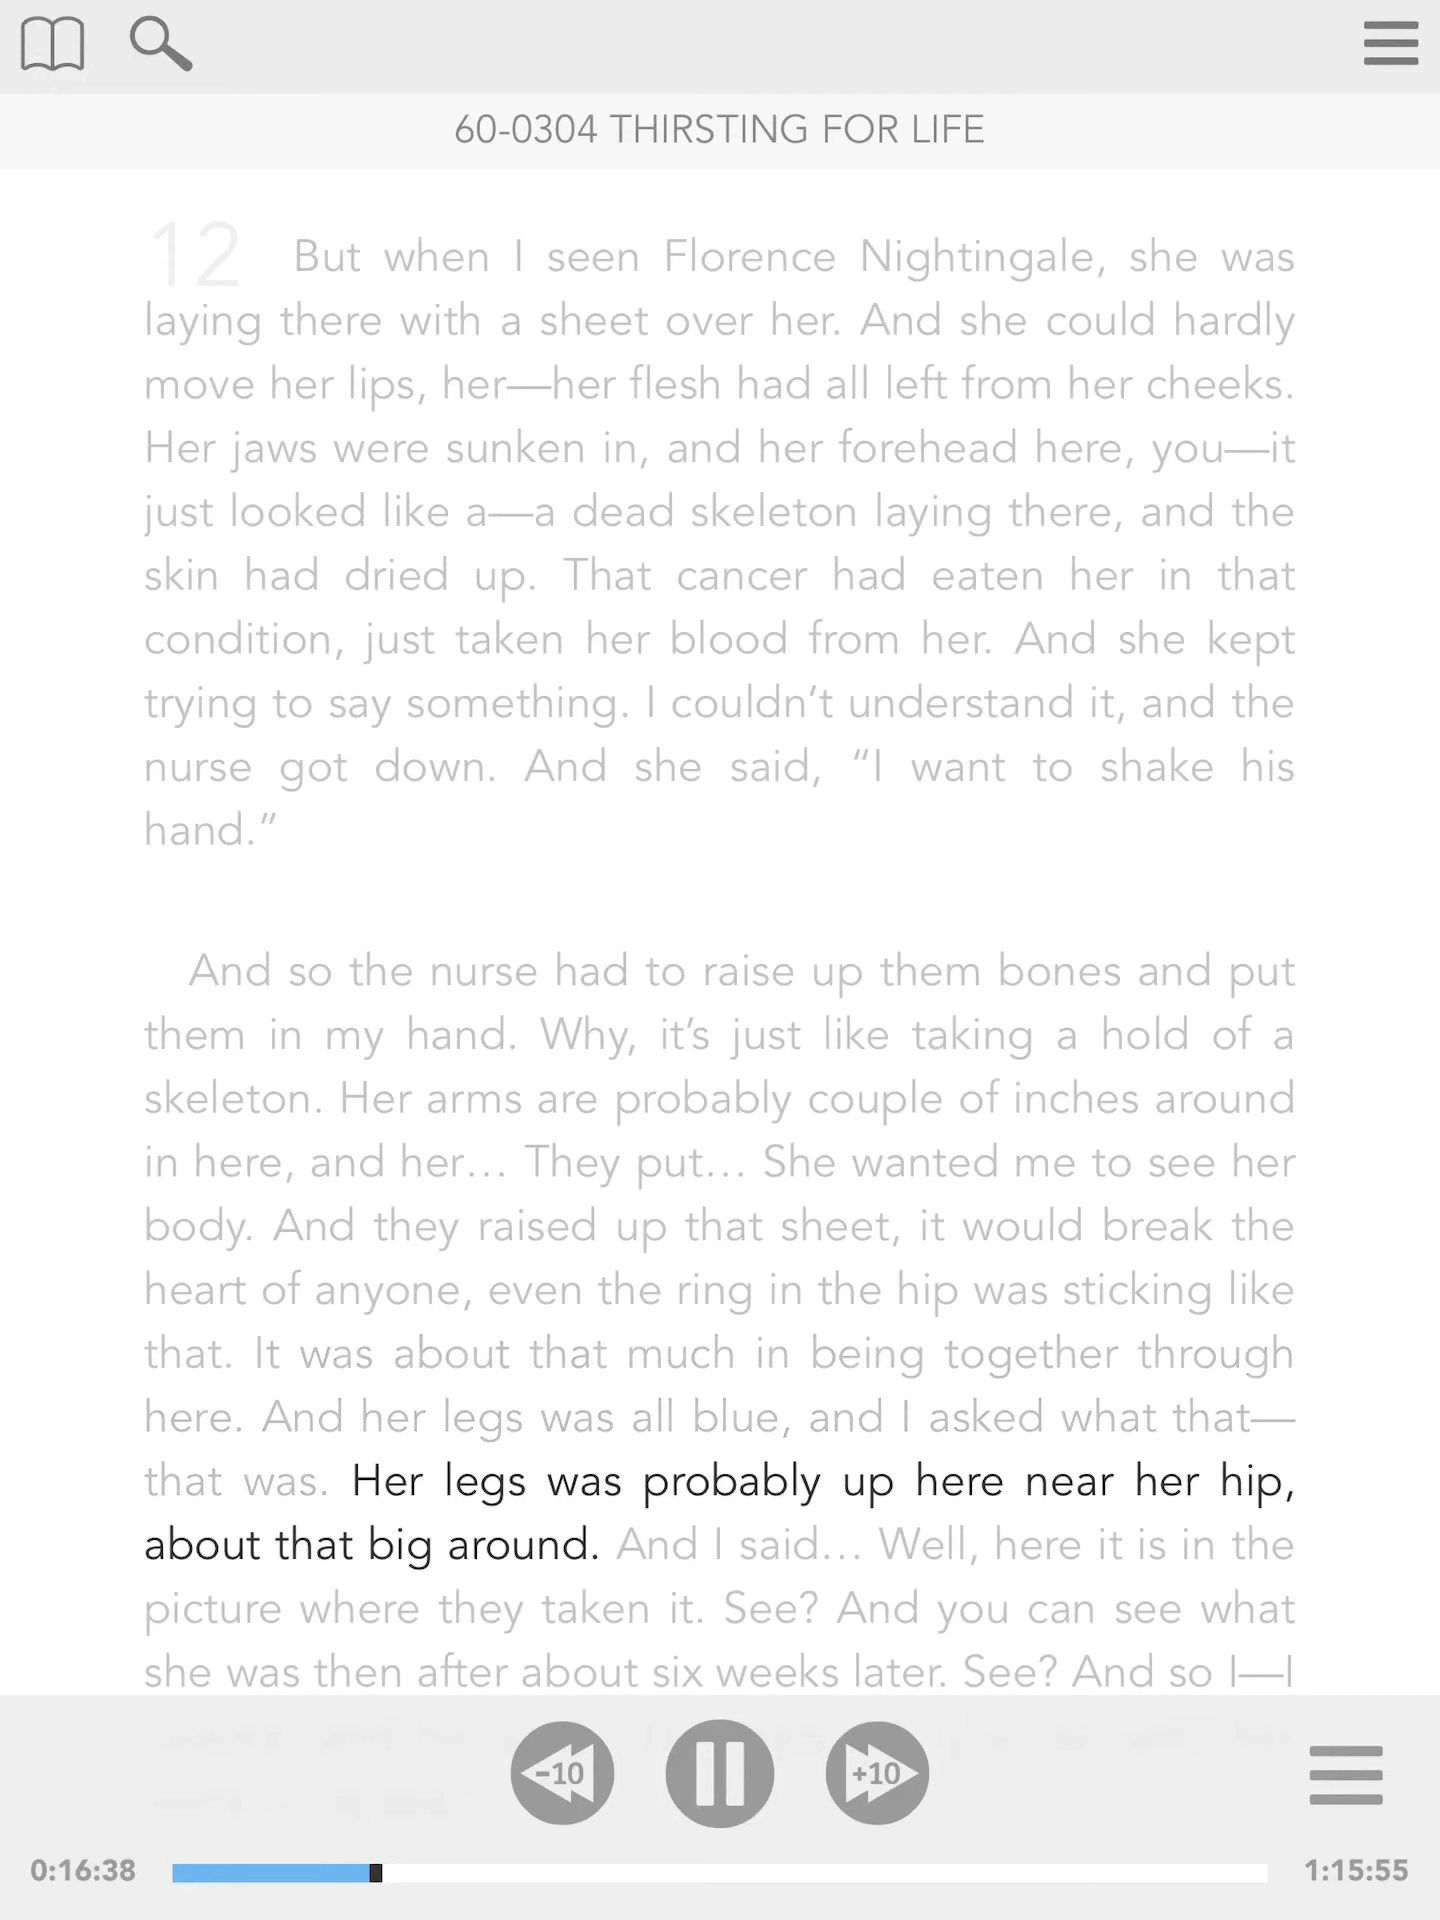 60-0304 THIRSTING FOR LIFE
12 But when I seen Florence Nightingale, she was
laying there with a sheet over her. And she could hardly
move her lips, her—her flesh had all left from her cheeks.
Her jaws were sunken in, and her forehead here, you—it
just looked like a—a dead skeleton laying there, and the
skin had dried up. That cancer had eaten her in that
condition, just taken her blood from her. And she kept
trying to say something. I couldn’t understand it, and the
nurse got down. And she said, “I want to shake his
hand.”
And so the nurse had to raise up them bones and put
them in my hand. Why, it’s just like taking a hold of a
skeleton. Her arms are probably couple of inches around
in here, and her… They put… She wanted me to see her
body. And they raised up that sheet, it would break the
heart of anyone, even the ring in the hip was sticking like
that. It was about that much in being together through
here. And her legs was all blue, and I asked what that—
that was. Her legs was probably up here near her hip,
about that big around. And I said… Well, here it is in the
picture where they taken it. See? And you can see what
she was then after about six weeks later. See? And so I—I
-10 +10
0:16:38 1:15:55